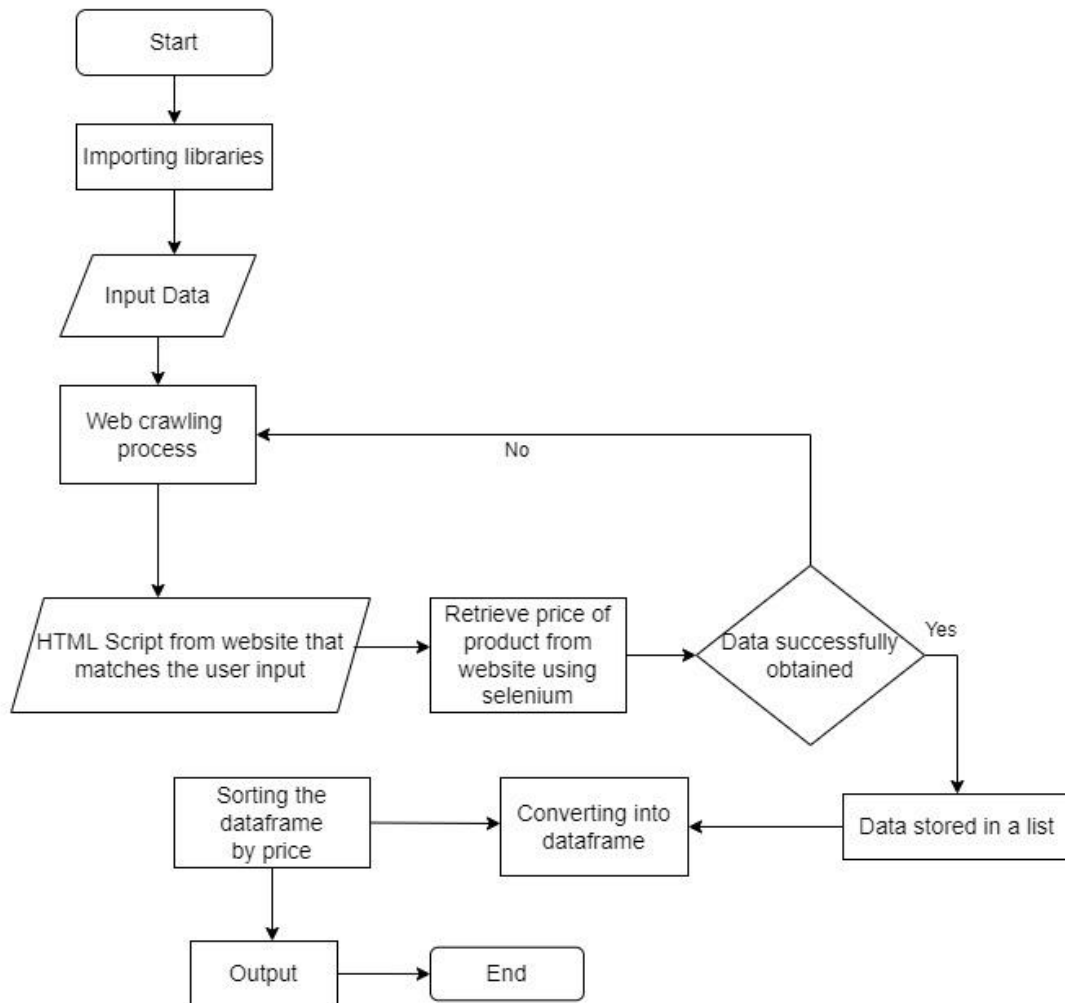 Start
Importing libraries
Input Data
Web crawling
process
No
HTML Script from website that
matches the user input
Retrieve price of
product from
website using
selenium
Data successfully
obtained
Yes
Data stored in a list
Converting into
dataframe
Sorting the
dataframe
by price
Output
End